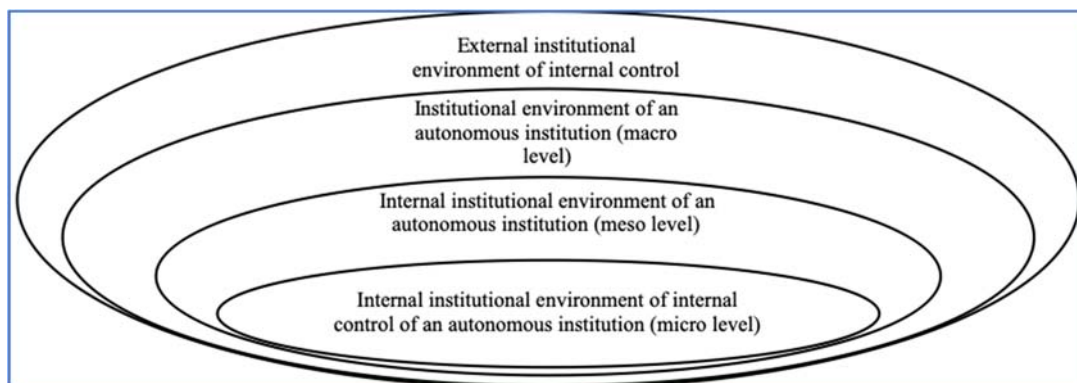 External institutional
environment of internal control
Institutional environment of an
autonomous institution (macro
level)
Internal institutional environment of an
autonomous institution (meso level)
Internal institutional environment of internal
control of an autonomous institution (micro level)